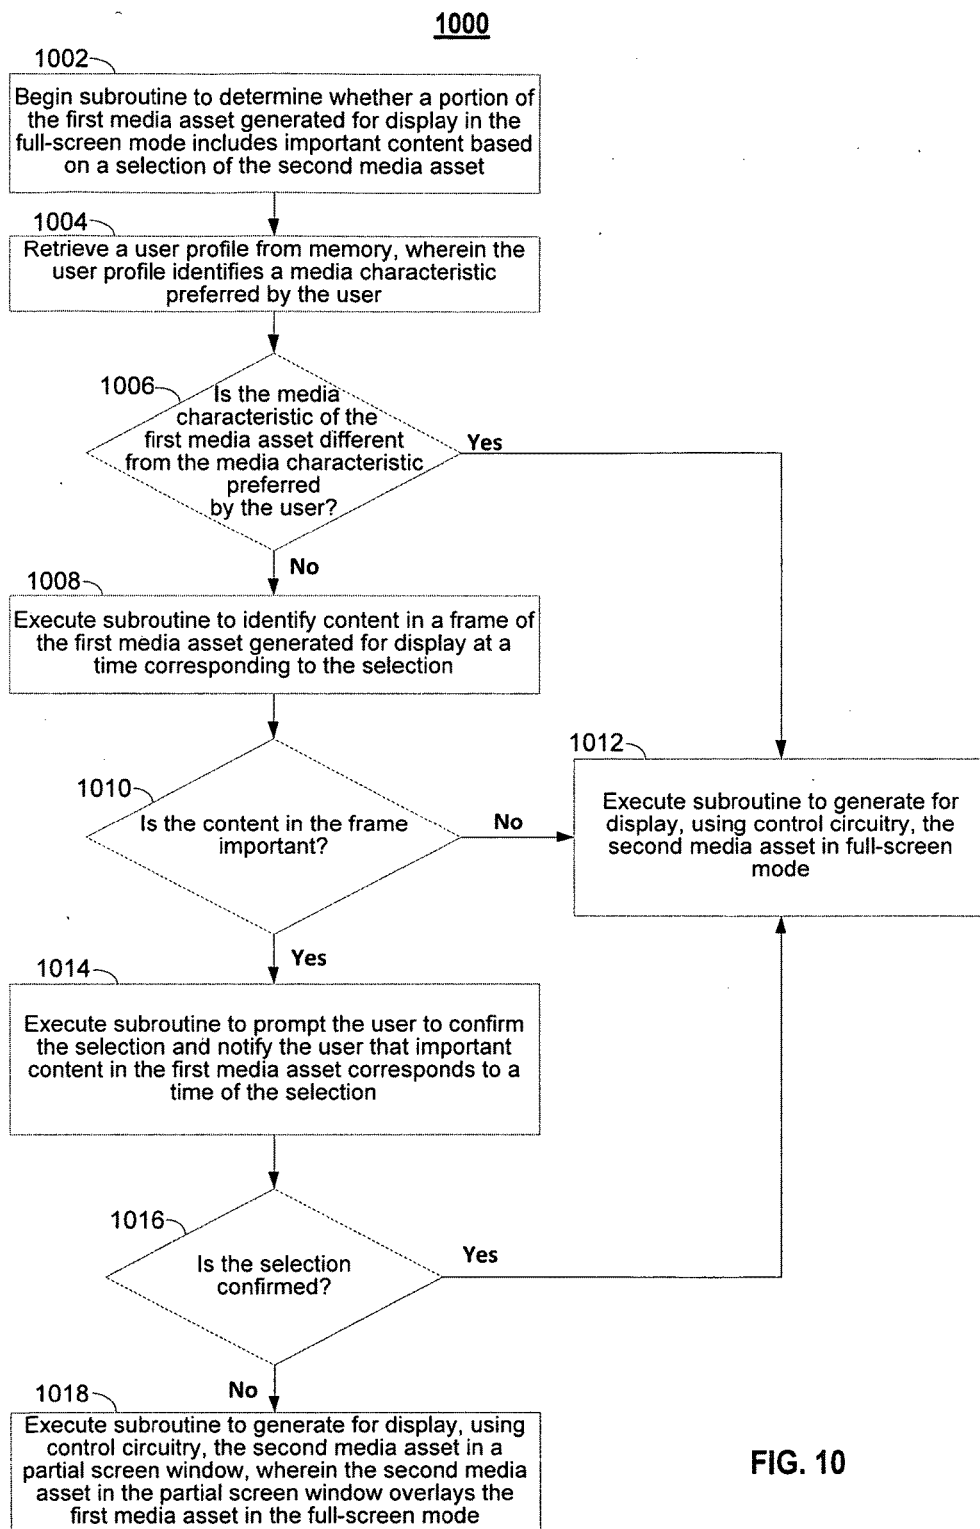 1000
1002
Begin subroutine to determine whether a portion of
the first media asset generated for display in the
full-screen mode includes important content based
on a selection of the second media asset
1004
Retrieve a user profile from memory, wherein the
user profile identifies a media characteristic
preferred by the user
1006
Is the media
characteristic of the
first media asset different
from the media characteristic
preferred
by the user?
Yes
No
1008
Execute subroutine to identify content in a frame of
the first media asset generated for display at a
time corresponding to the selection
1010
Is the content in the frame
important?
No
1012
Execute subroutine to generate for
display, using control circuitry, the
second media asset in full-screen
mode
Yes
1014
Execute subroutine to prompt the user to confirm
the selection and notify the user that important
content in the first media asset corresponds to a
time of the selection
1016
Is the selection
confirmed?
Yes
No
1018
Execute subroutine to generate for display, using
control circuitry, the second media asset in a
partial screen window, wherein the second media
asset in the partial screen window overlays the
first media asset in the full-screen mode
FIG. 10